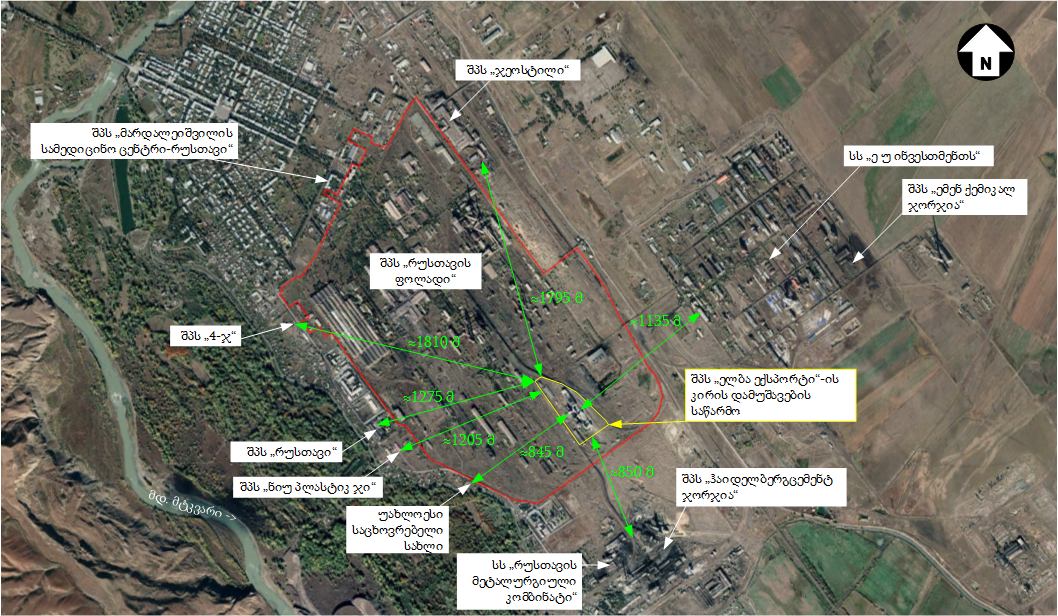 N
შპს „ჯეოსტილი“
შპს „მარდალეიშვილის
სამედიცინო ცენტრი-რუსთავი“
სს „ე უ ინვესტმენთს“
შპს „ემენ ქემიკალ
ჯორჯია“
შპს „რუსთავის
ფოლადი“
≈1795 მ
≈1135 მ
შპს „4-ჯ“
≈1810 მ
შპს „ელბა ექსპორტი“-ის
კირის დამუშავების
საწარმო
≈1275 მ
≈1205 მ
შპს „რუსთავი“
≈845 მ
≈850 მ
შპს „ნიუ პლასტიკ ჯი“
შპს „ჰაიდელბერგცემენტ
ჯორჯია“
მდ. მტკვარი ->
უახლოესი
საცხოვრებელი
სახლი
სს „რუსთავის
მეტალურგიული
კომბინატი“